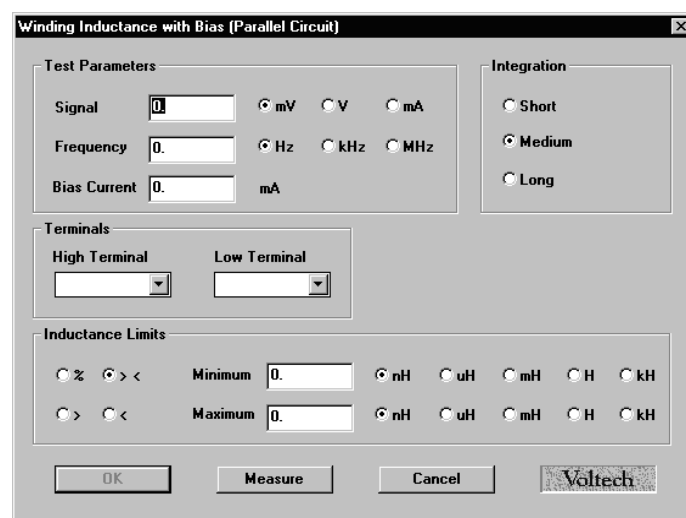 Winding Inductance with Bias (Parallel Circuit)
Test Parameters
Signal 0. mV V mA
Frequency 0. Hz kHz MHz
Bias Current 0. mA
Integration
Short
Medium
Long
Terminals
High Terminal Low Terminal
Inductance Limits
% > < Minimum 0. nH uH mH H kH
> < Maximum 0. nH uH mH H kH
OK Measure Cancel Voltech